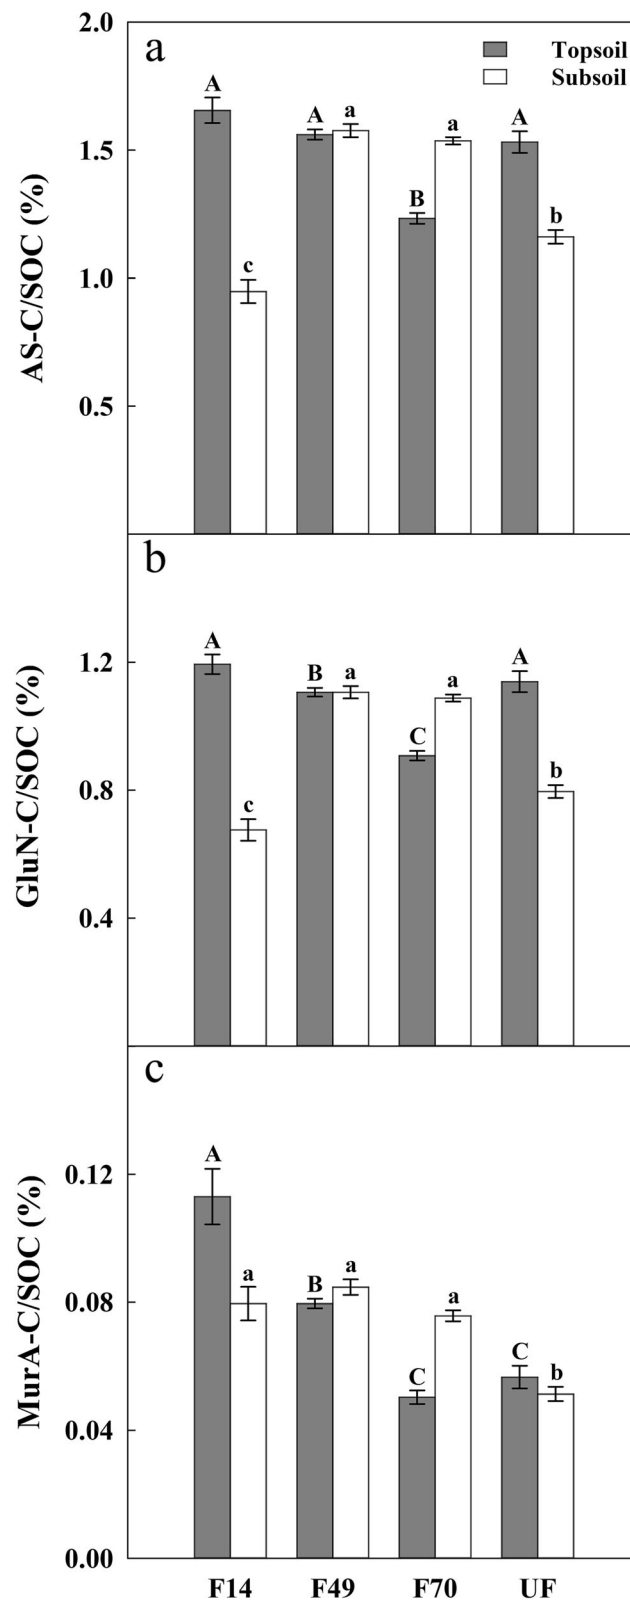 2.0
a
Topsoil
Subsoil
A
A
a
a
A
1.5
B
b
c
1.0
0.5
AS-C/SOC (%)
b
1.2
A
B
a
a
A
C
b
0.8
c
0.4
GluN-C/SOC (%)
c
0.12
A
a
B
a
a
0.08
C
C
b
0.04
0.00
MurA-C/SOC (%)
F14 F49 F70 UF